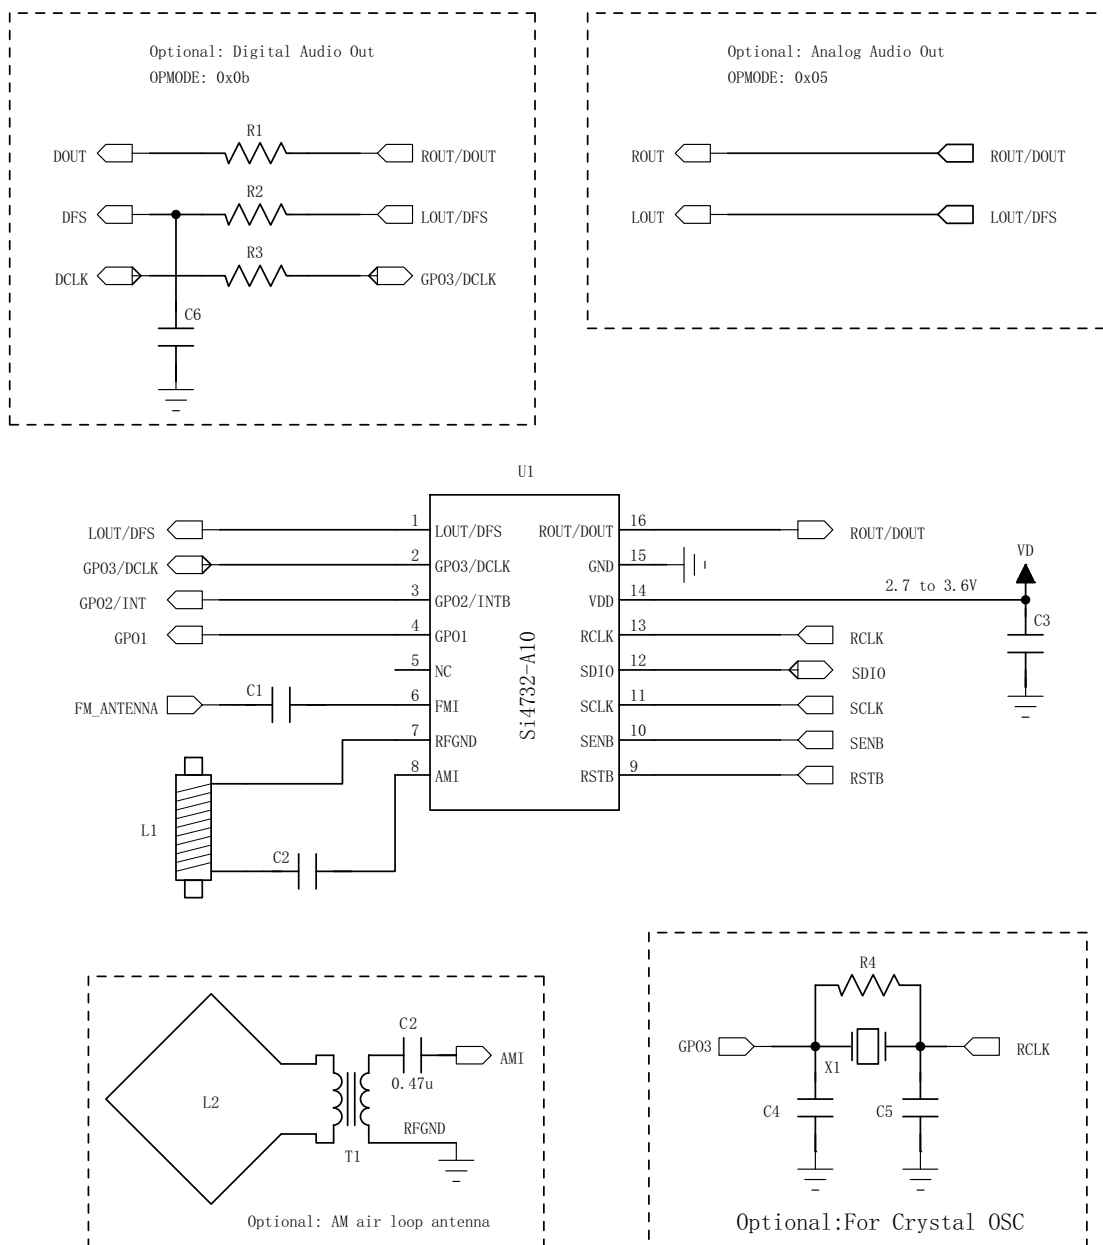 Optional: Digital Audio Out
OPMODE: 0x0b
R1
DOUT
ROUT/DOUT
R2
DFS
LOUT/DFS
R3
DCLK
GPO3/DCLK
C6
Optional: Analog Audio Out
OPMODE: 0x05
ROUT
ROUT/DOUT
LOUT
LOUT/DFS
U1
LOUT/DFS
1
LOUT/DFS
ROUT/DOUT
16
ROUT/DOUT
GPO3/DCLK
2
GPO3/DCLK
GND
15
GPO2/INT
3
GPO2/INTB
VDD
14
2.7 to 3.6V
VD
C3
GPO1
4
GPO1
RCLK
13
RCLK
5
NC
SDIO
12
SDIO
FM_ANTENNA
C1
6
FMI
SCLK
11
SCLK
7
RFGND
SENB
10
SENB
8
AMI
RSTB
9
RSTB
Si4732-A10
L1
C2
L2
T1
C2
0.47u
AMI
RFGND
Optional: AM air loop antenna
R4
GPO3
X1
RCLK
C4
C5
Optional:For Crystal OSC